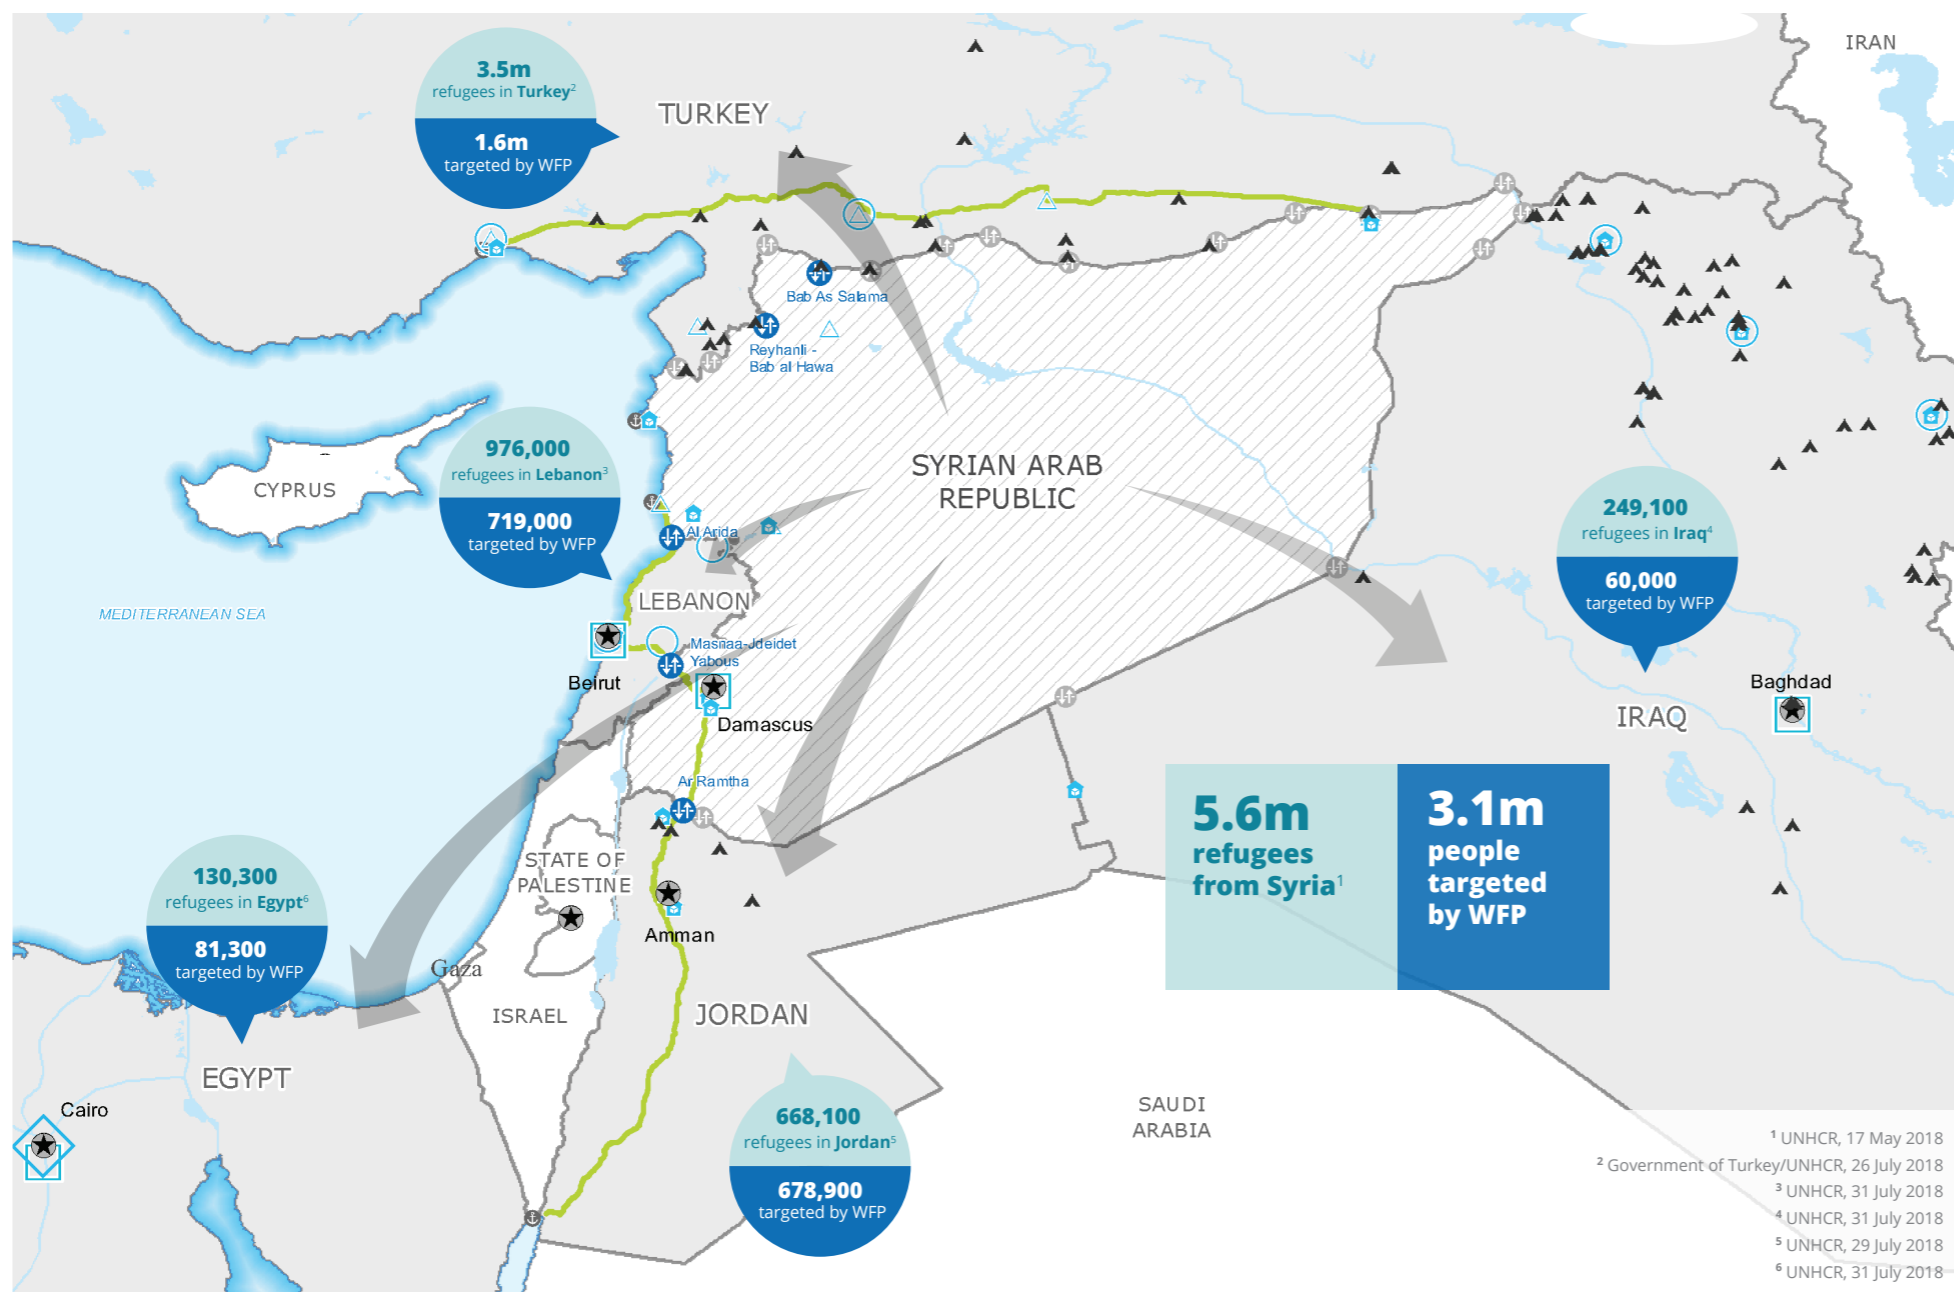 IRAN
3.5m
refugees in Turkey²
1.6m
targeted by WFP
TURKEY
Bab As Salama
Reyhanli -
Bab al Hawa
SYRIAN ARAB
REPUBLIC
976,000
refugees in Lebanon³
719,000
targeted by WFP
CYPRUS
Al Arida
249,100
refugees in Iraq⁴
60,000
targeted by WFP
MEDITERRANEAN SEA
LEBANON
Masnaa-Jdeidet
Yabous
Beirut
Damascus
Baghdad
IRAQ
Ar Ramtha
5.6m
refugees
from Syria¹
3.1m
people
targeted
by WFP
STATE OF
PALESTINE
130,300
refugees in Egypt⁶
81,300
targeted by WFP
Amman
Gaza
ISRAEL
JORDAN
EGYPT
Cairo
668,100
refugees in Jordan⁵
678,900
targeted by WFP
SAUDI
ARABIA
¹ UNHCR, 17 May 2018
² Government of Turkey/UNHCR, 26 July 2018
³ UNHCR, 31 July 2018
⁴ UNHCR, 31 July 2018
⁵ UNHCR, 29 July 2018
⁶ UNHCR, 31 July 2018